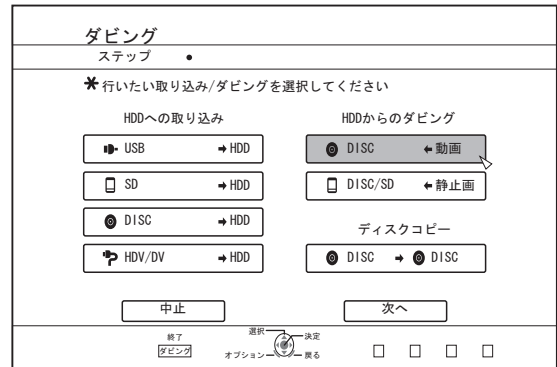 ダビング
ステップ ●
＊行いたい取り込み/ダビングを選択してください
HDDへの取り込み
USB ➡HDD
SD ➡HDD
DISC ➡HDD
HDV/DV ➡HDD
HDDからのダビング
DISC ⬅動画
DISC/SD ⬅静止画
ディスクコピー
DISC ➡ DISC
中止
次へ
終了
ダビング
選択
決定
オプション
戻る